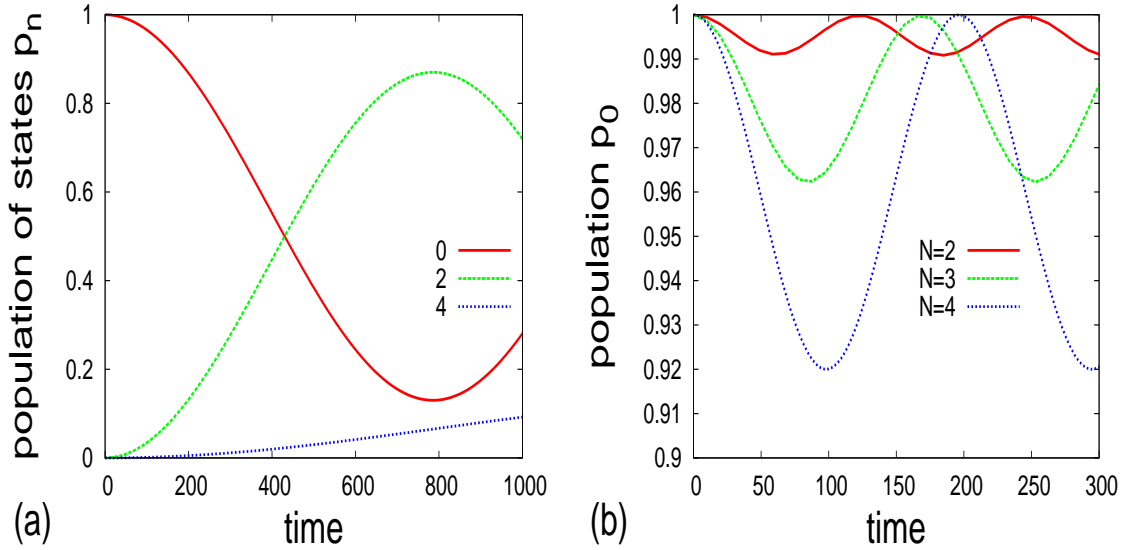 population of states pn
1
0.8
0.6
0.4
0.2
0
0
2
4
0 200 400 600 800 1000
time
(a)
population p0
1
0.99
0.98
0.97
0.96
0.95
0.94
0.93
0.92
0.91
0.9
N=2
N=3
N=4
0 50 100 150 200 250 300
time
(b)